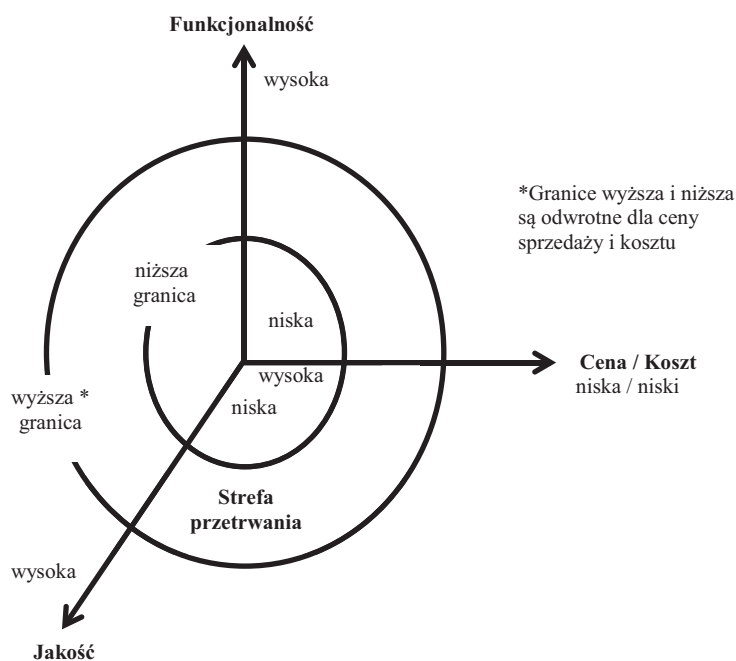 Funkcjonalność
wysoka
*Granice wyższa i niższa
są odwrotne dla ceny
sprzedaży i kosztu
niższa
granica
niska
Cena / Koszt
niska / niski
wysoka
niska
wyższa *
granica
Strefa
przetrwania
wysoka
Jakość